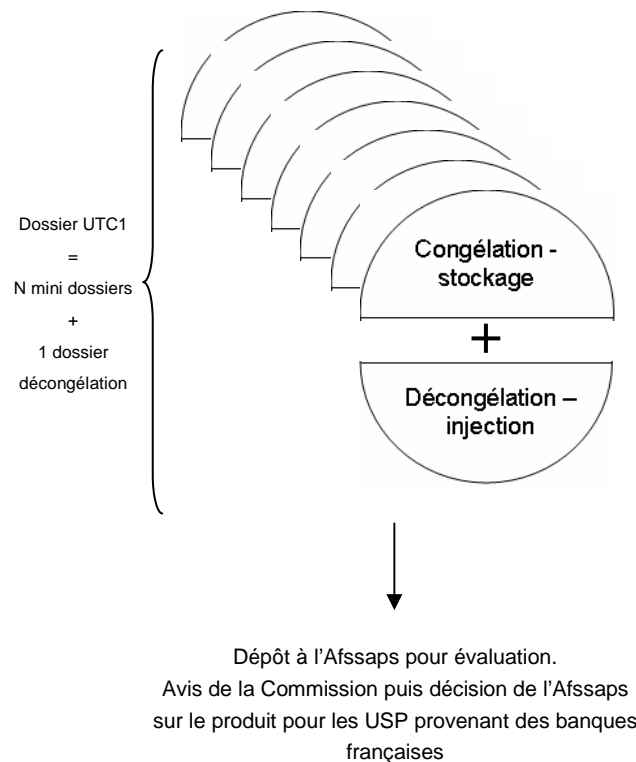 Dossier UTC1
=
N mini dossiers
+
1 dossier
décongélation
Congélation -
stockage
+
Décongélation –
injection
Dépôt à l'Afssaps pour évaluation.
Avis de la Commission puis décision de l'Afssaps
sur le produit pour les USP provenant des banques
françaises